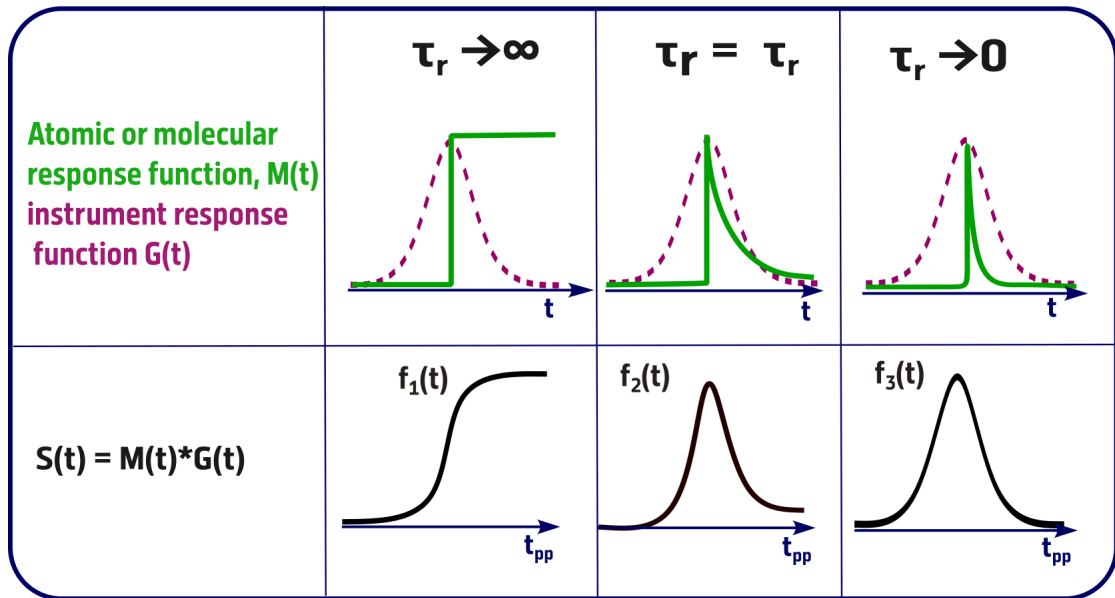 τr →∞
τr = τr
τr →0
Atomic or molecular
response function, M(t)
instrument response
function G(t)
t
t
t
f1(t)
f2(t)
f3(t)
S(t) = M(t)*G(t)
tpp
tpp
tpp